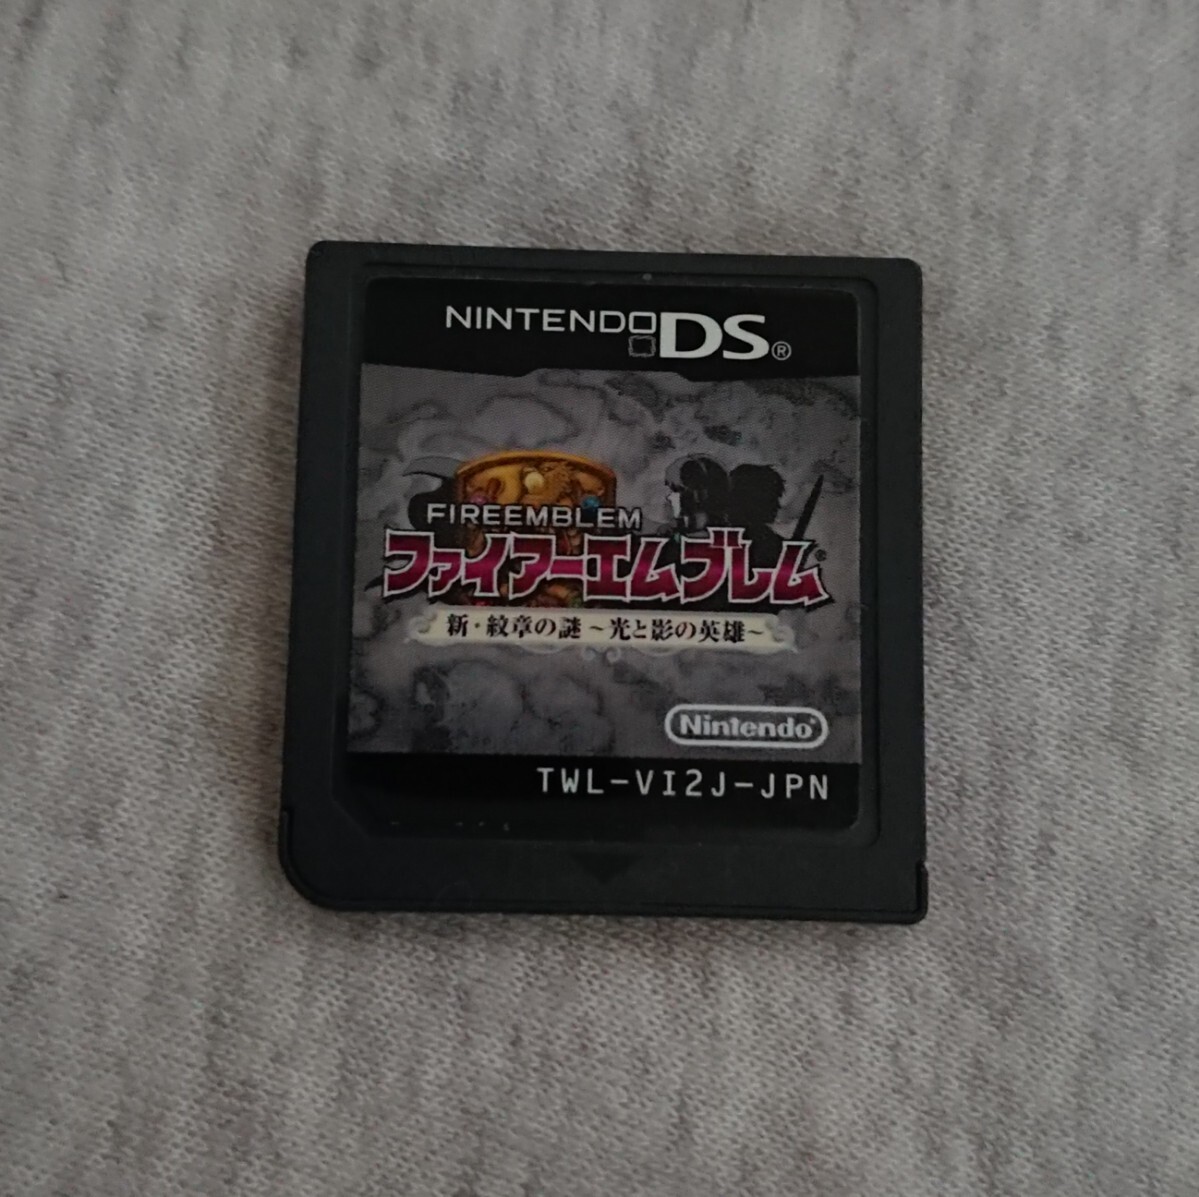 NINTENDO DS®
FIREEMBLEM
ファイアーエムブレム®
新・紋章の謎～光と影の英雄～
Nintendo®
TWL-VI2J-JPN